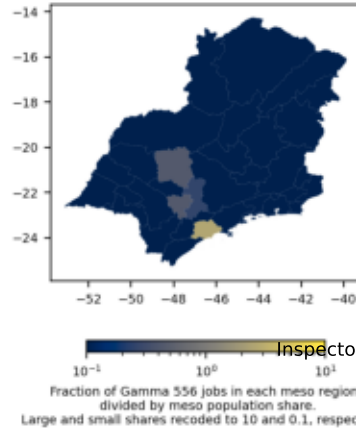 −14
−16
−18
−20
−22
−24
−52 −50 −48 −46 −44 −42 −40
Inspecto
10⁻¹ 10⁰ 10¹
Fraction of Gamma 556 jobs in each meso region
divided by meso population share.
Large and small shares recoded to 10 and 0.1, respec